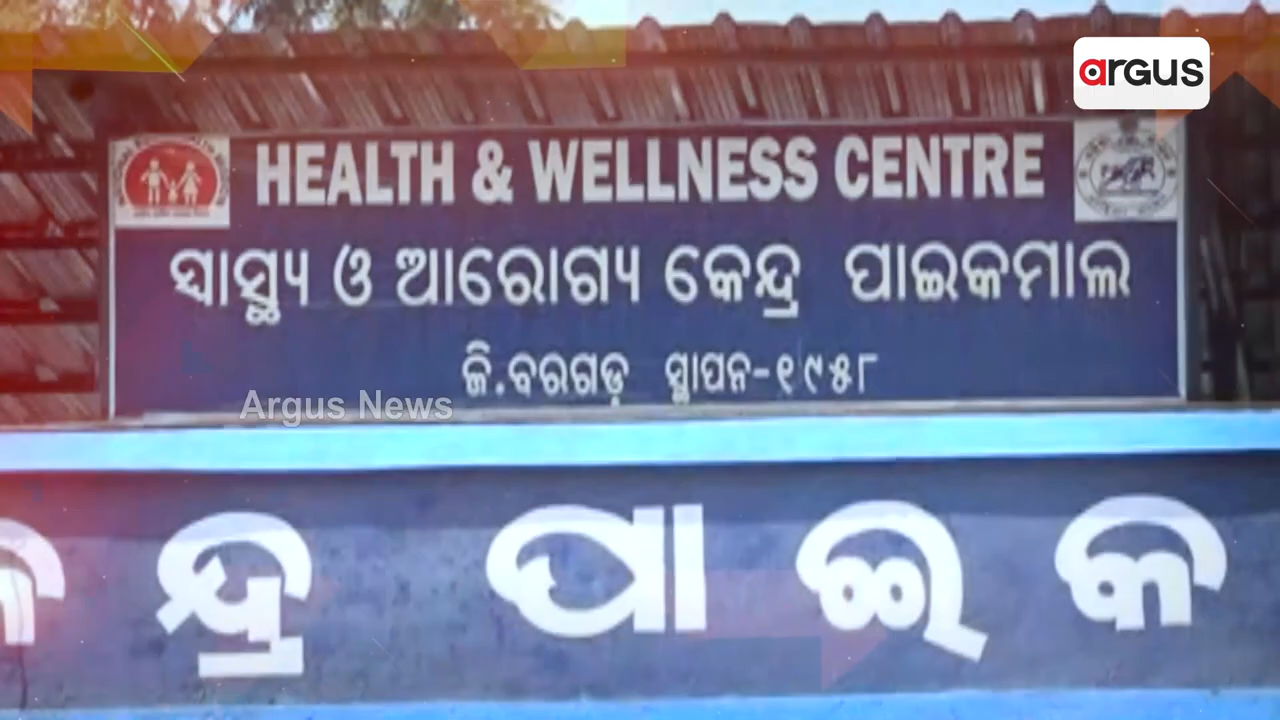 argus
HEALTH & WELLNESS CENTRE
ସ୍ୱାସ୍ଥ୍ୟ ଓ ଆରୋଗ୍ୟ କେନ୍ଦ୍ର ପାଇକମାଲ
ଜି.ବରଗଡ଼ ସ୍ଥାପନ-୧୯୫୮
Argus News
କେନ୍ଦ୍ର ପାଇକ